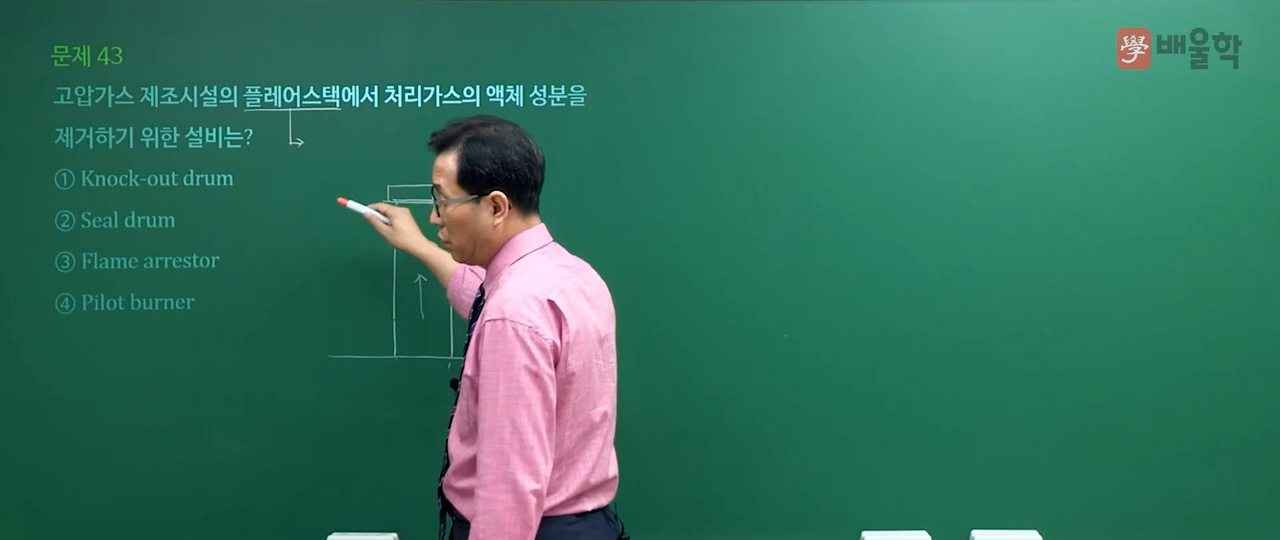 문제 43
學 배울학
고압가스 제조시설의 플레어스택에서 처리가스의 액체 성분을
제거하기 위한 설비는?
① Knock-out drum
② Seal drum
③ Flame arrestor
④ Pilot burner